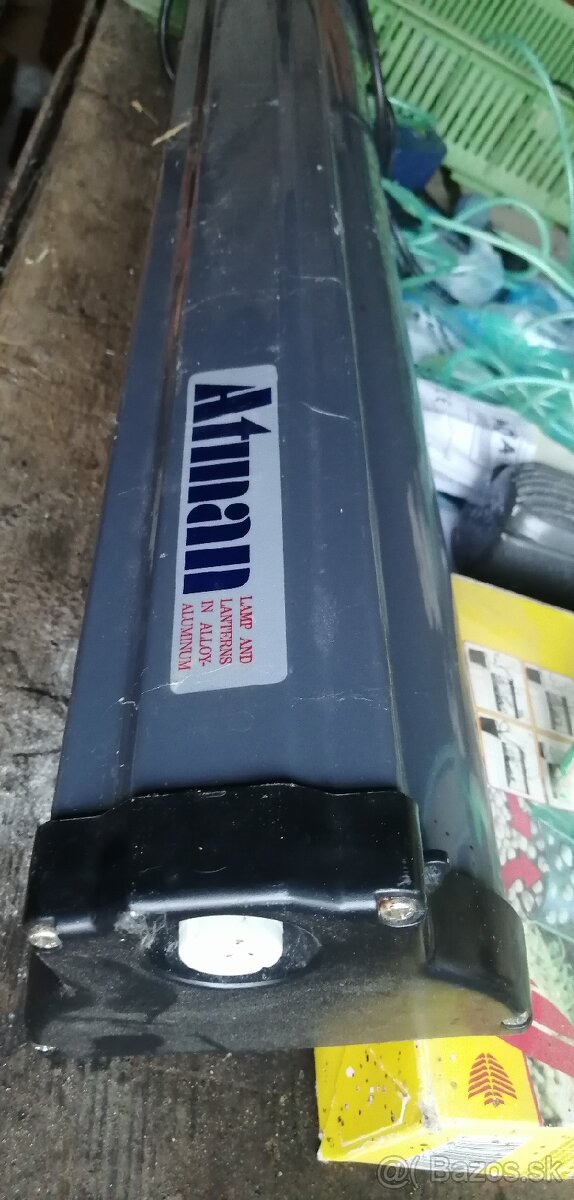 Atman
LAMP AND
LANTERNS
IN ALLOY-
ALUMINUM
@ Bazos.sk